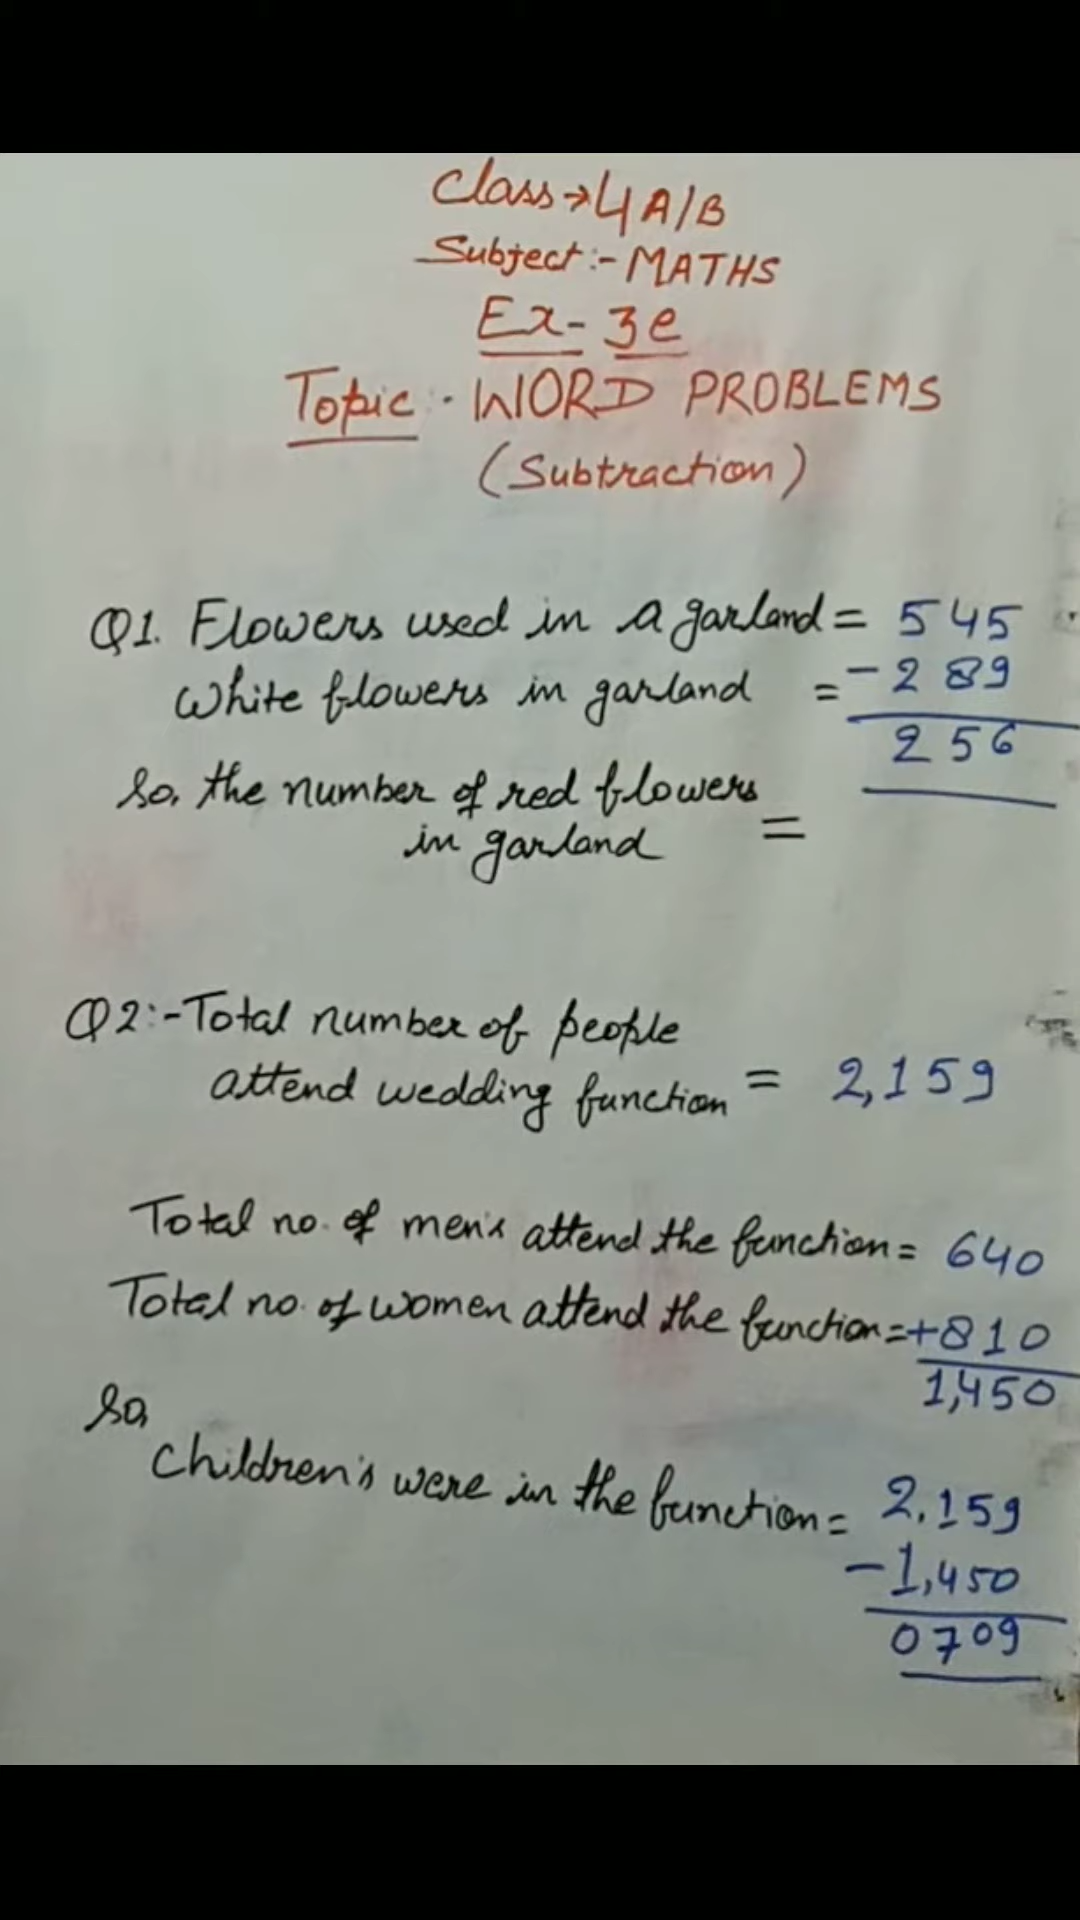 Class → 4 A/B
Subject :- MATHS
Ex - 3e
Topic . WORD PROBLEMS
(Subtraction)
Q1. Flowers used in a garland = 545
White flowers in garland = - 289
256
So, the number of red flowers
in garland =
Q2 :- Total number of people
attend wedding function = 2,159
Total no. of men's attend the function = 640
Total no. of women attend the function = + 810
1,450
So,
Children's were in the function = 2,159
- 1,450
0709